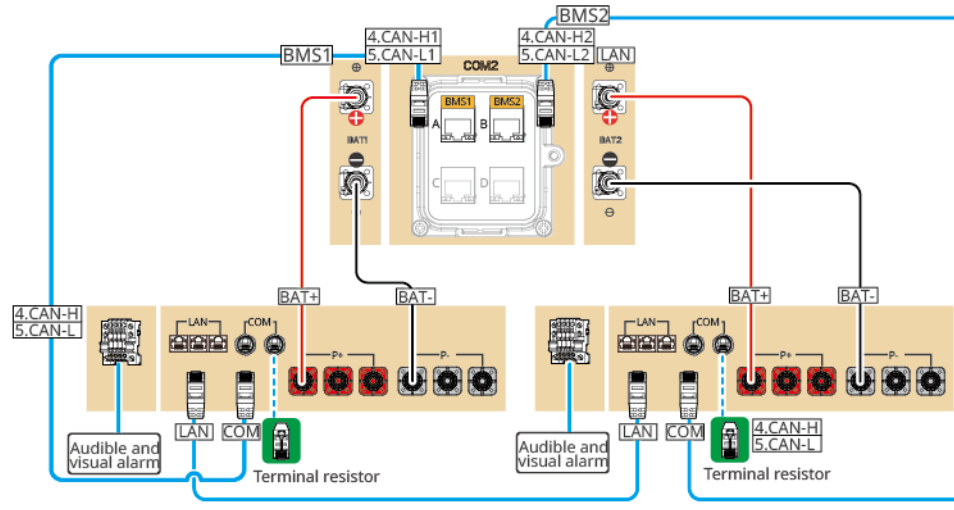 BMS2
4.CAN-H1
5.CAN-L1
4.CAN-H2
5.CAN-L2
LAN
BMS1
COM2
BMS1
BMS2
A
B
BAT1
BAT2
C
D
BAT+
BAT-
BAT+
BAT-
4.CAN-H
5.CAN-L
LAN
COM
P+
P-
LAN
COM
P+
P-
LAN
COM
LAN
COM
4.CAN-H
5.CAN-L
Audible and
visual alarm
Terminal resistor
Audible and
visual alarm
Terminal resistor